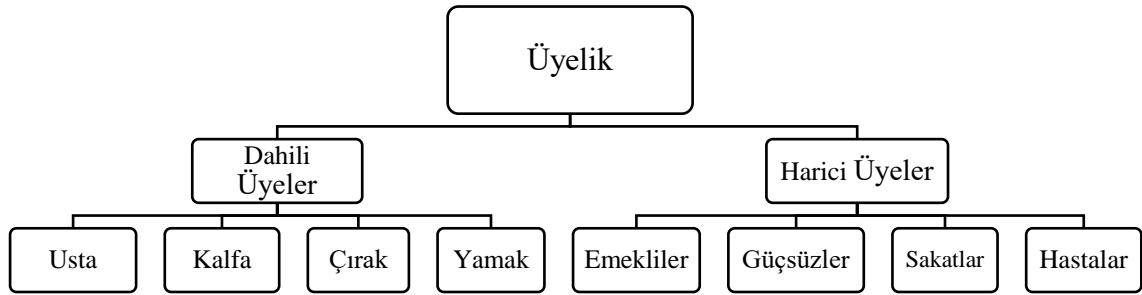 Üyelik
Dahili
Üyeler
Harici Üyeler
Usta
Kalfa
Çırak
Yamak
Emekliler
Güçsüzler
Sakatlar
Hastalar